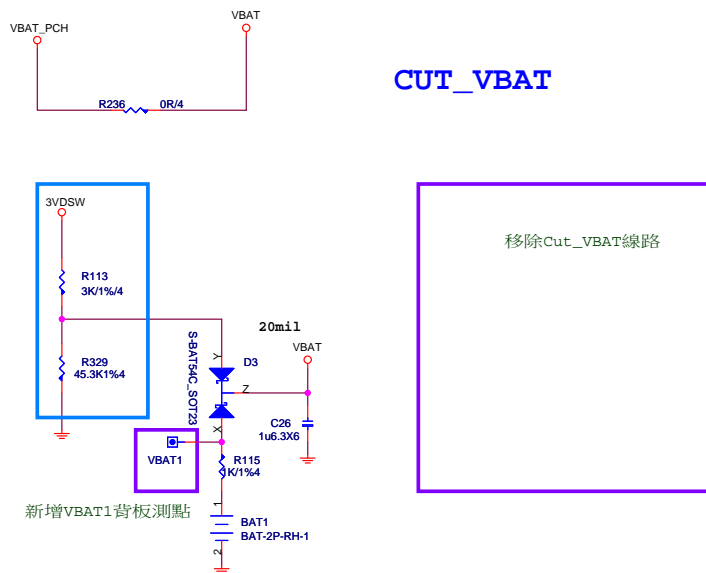 VBAT_PCH
VBAT
R236 0R/4
CUT_VBAT
3VDSW
R113
3K/1%/4
R329
45.3K1%4
移除Cut_VBAT線路
20mil
VBAT
S-BAT54C_SOT23
Y
D3
Z
X
C26
1u6.3X6
VBAT1
R115
1K/1%4
新增VBAT1背板測點
1
BAT1
BAT-2P-RH-1
2